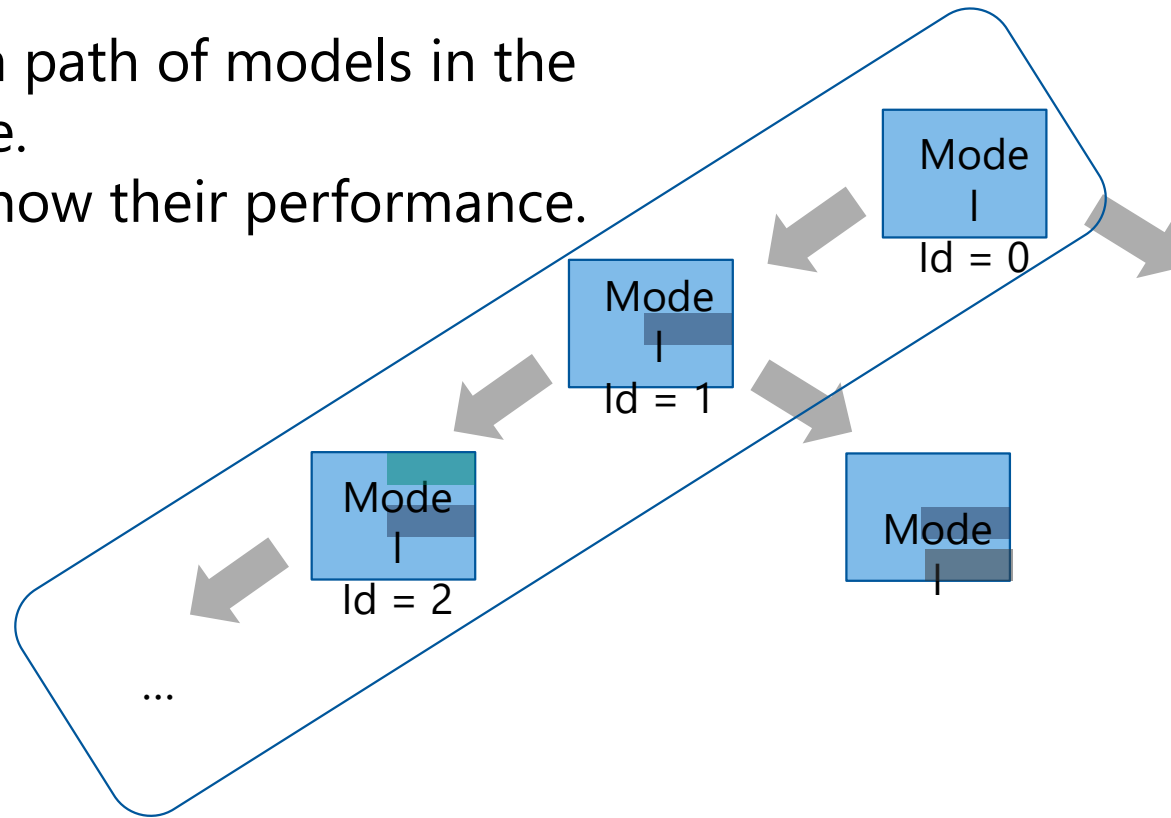 path of models in the
e.
how their performance.
Mode
l
Id = 0
Mode
l
Id = 1
Mode
l
Id = 2
Mode
l
...